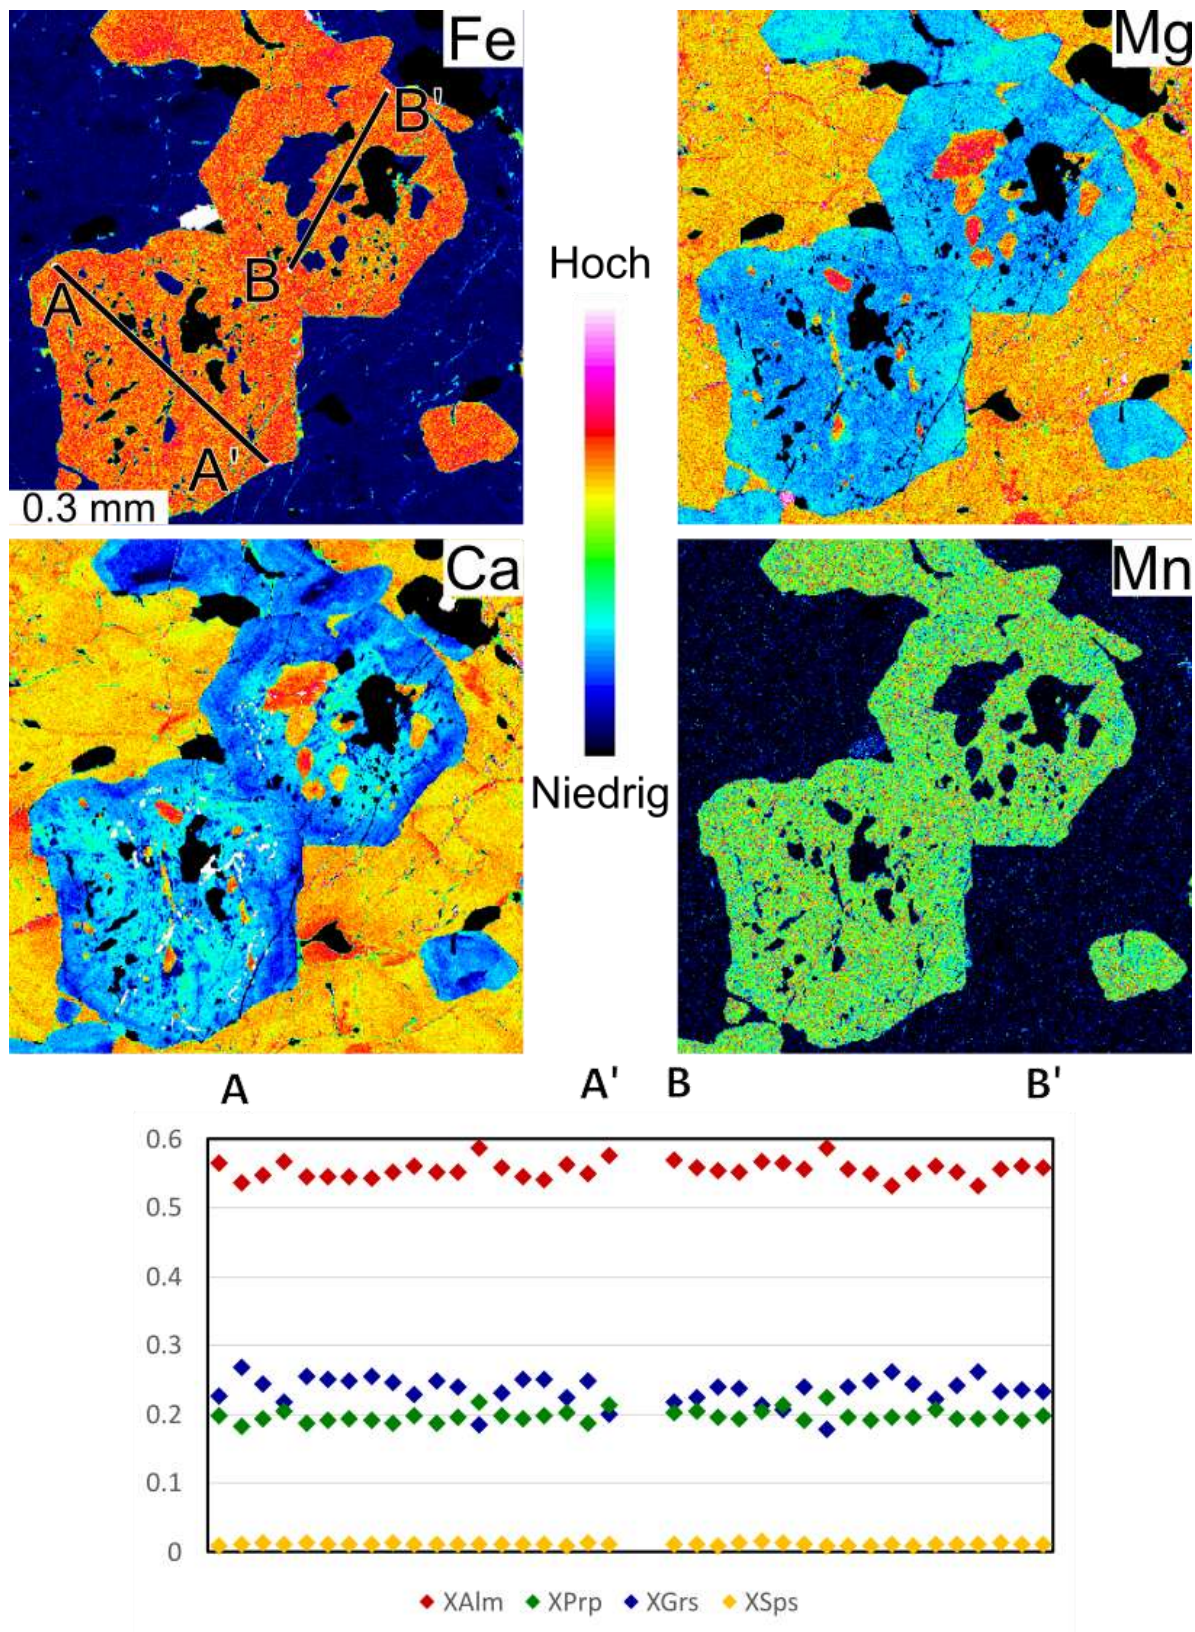 Fe
Mg
B'
B
A
A'
0.3 mm
Hoch
Niedrig
Ca
Mn
A A' B B'
0.6
0.5
0.4
0.3
0.2
0.1
0
XAlm XPrp XGrs XSps